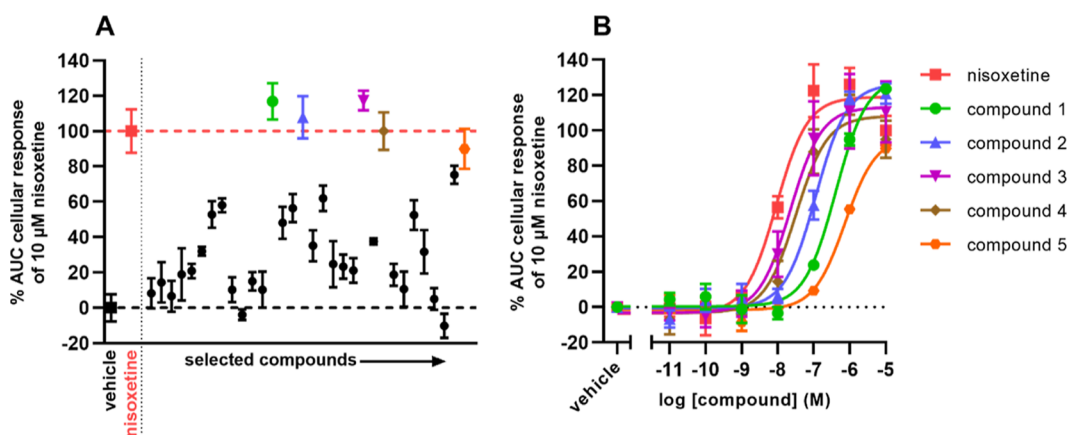 A
% AUC cellular response
of 10 µM nisoxetine
140
120
100
80
60
40
20
0
-20
vehicle
nisoxetine
selected compounds
B
% AUC cellular response
of 10 µM nisoxetine
140
120
100
80
60
40
20
0
-20
vehicle
-11 -10 -9 -8 -7 -6 -5
log [compound] (M)
nisoxetine
compound 1
compound 2
compound 3
compound 4
compound 5